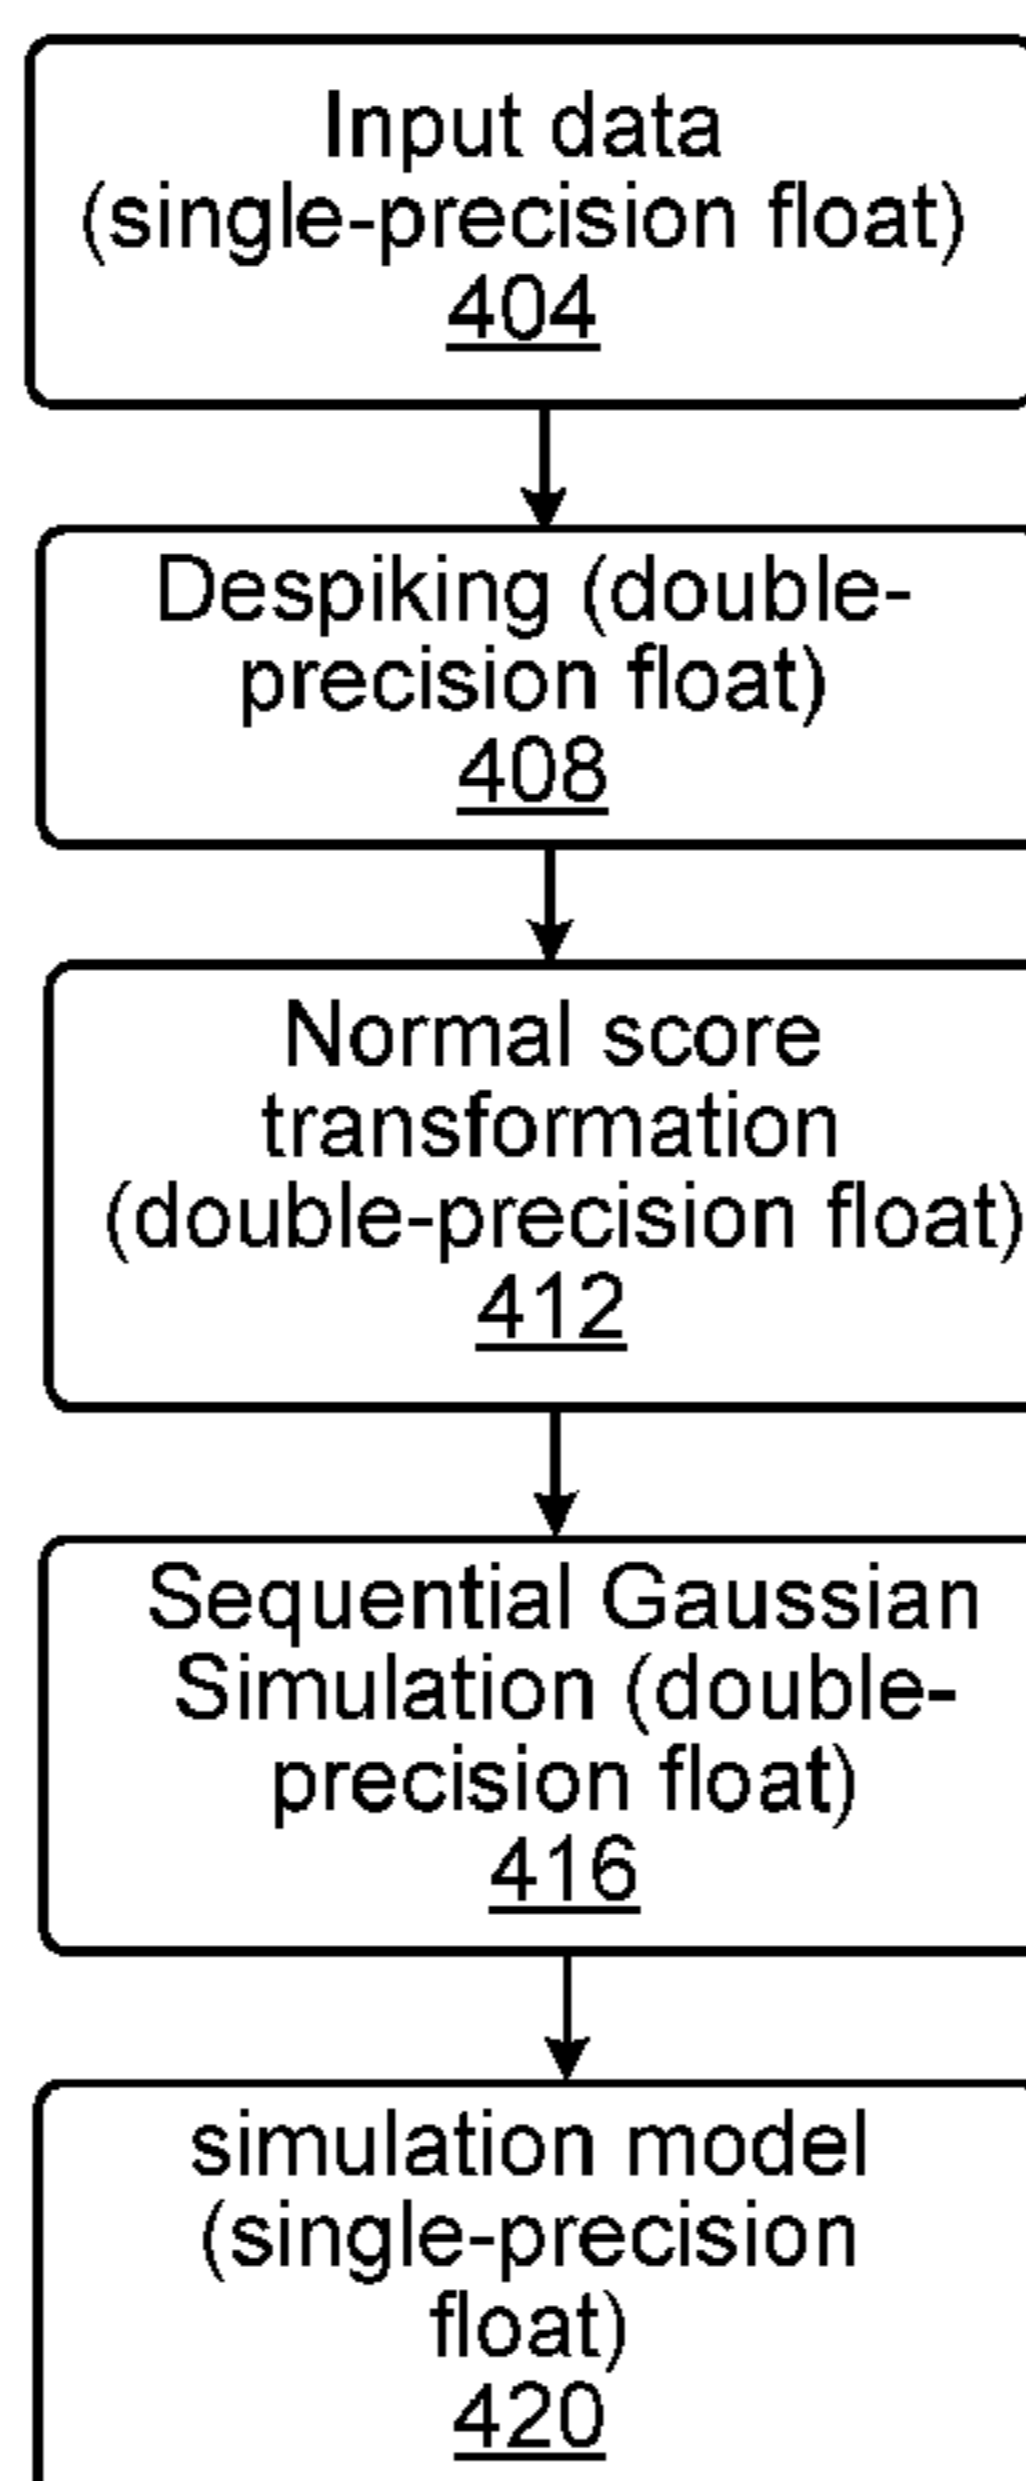 Input data
(single-precision float)
404
Despiking (double-
precision float)
408
Normal score
transformation
(double-precision float)
412
Sequential Gaussian
Simulation (double-
precision float)
416
simulation model
(single-precision
float)
420